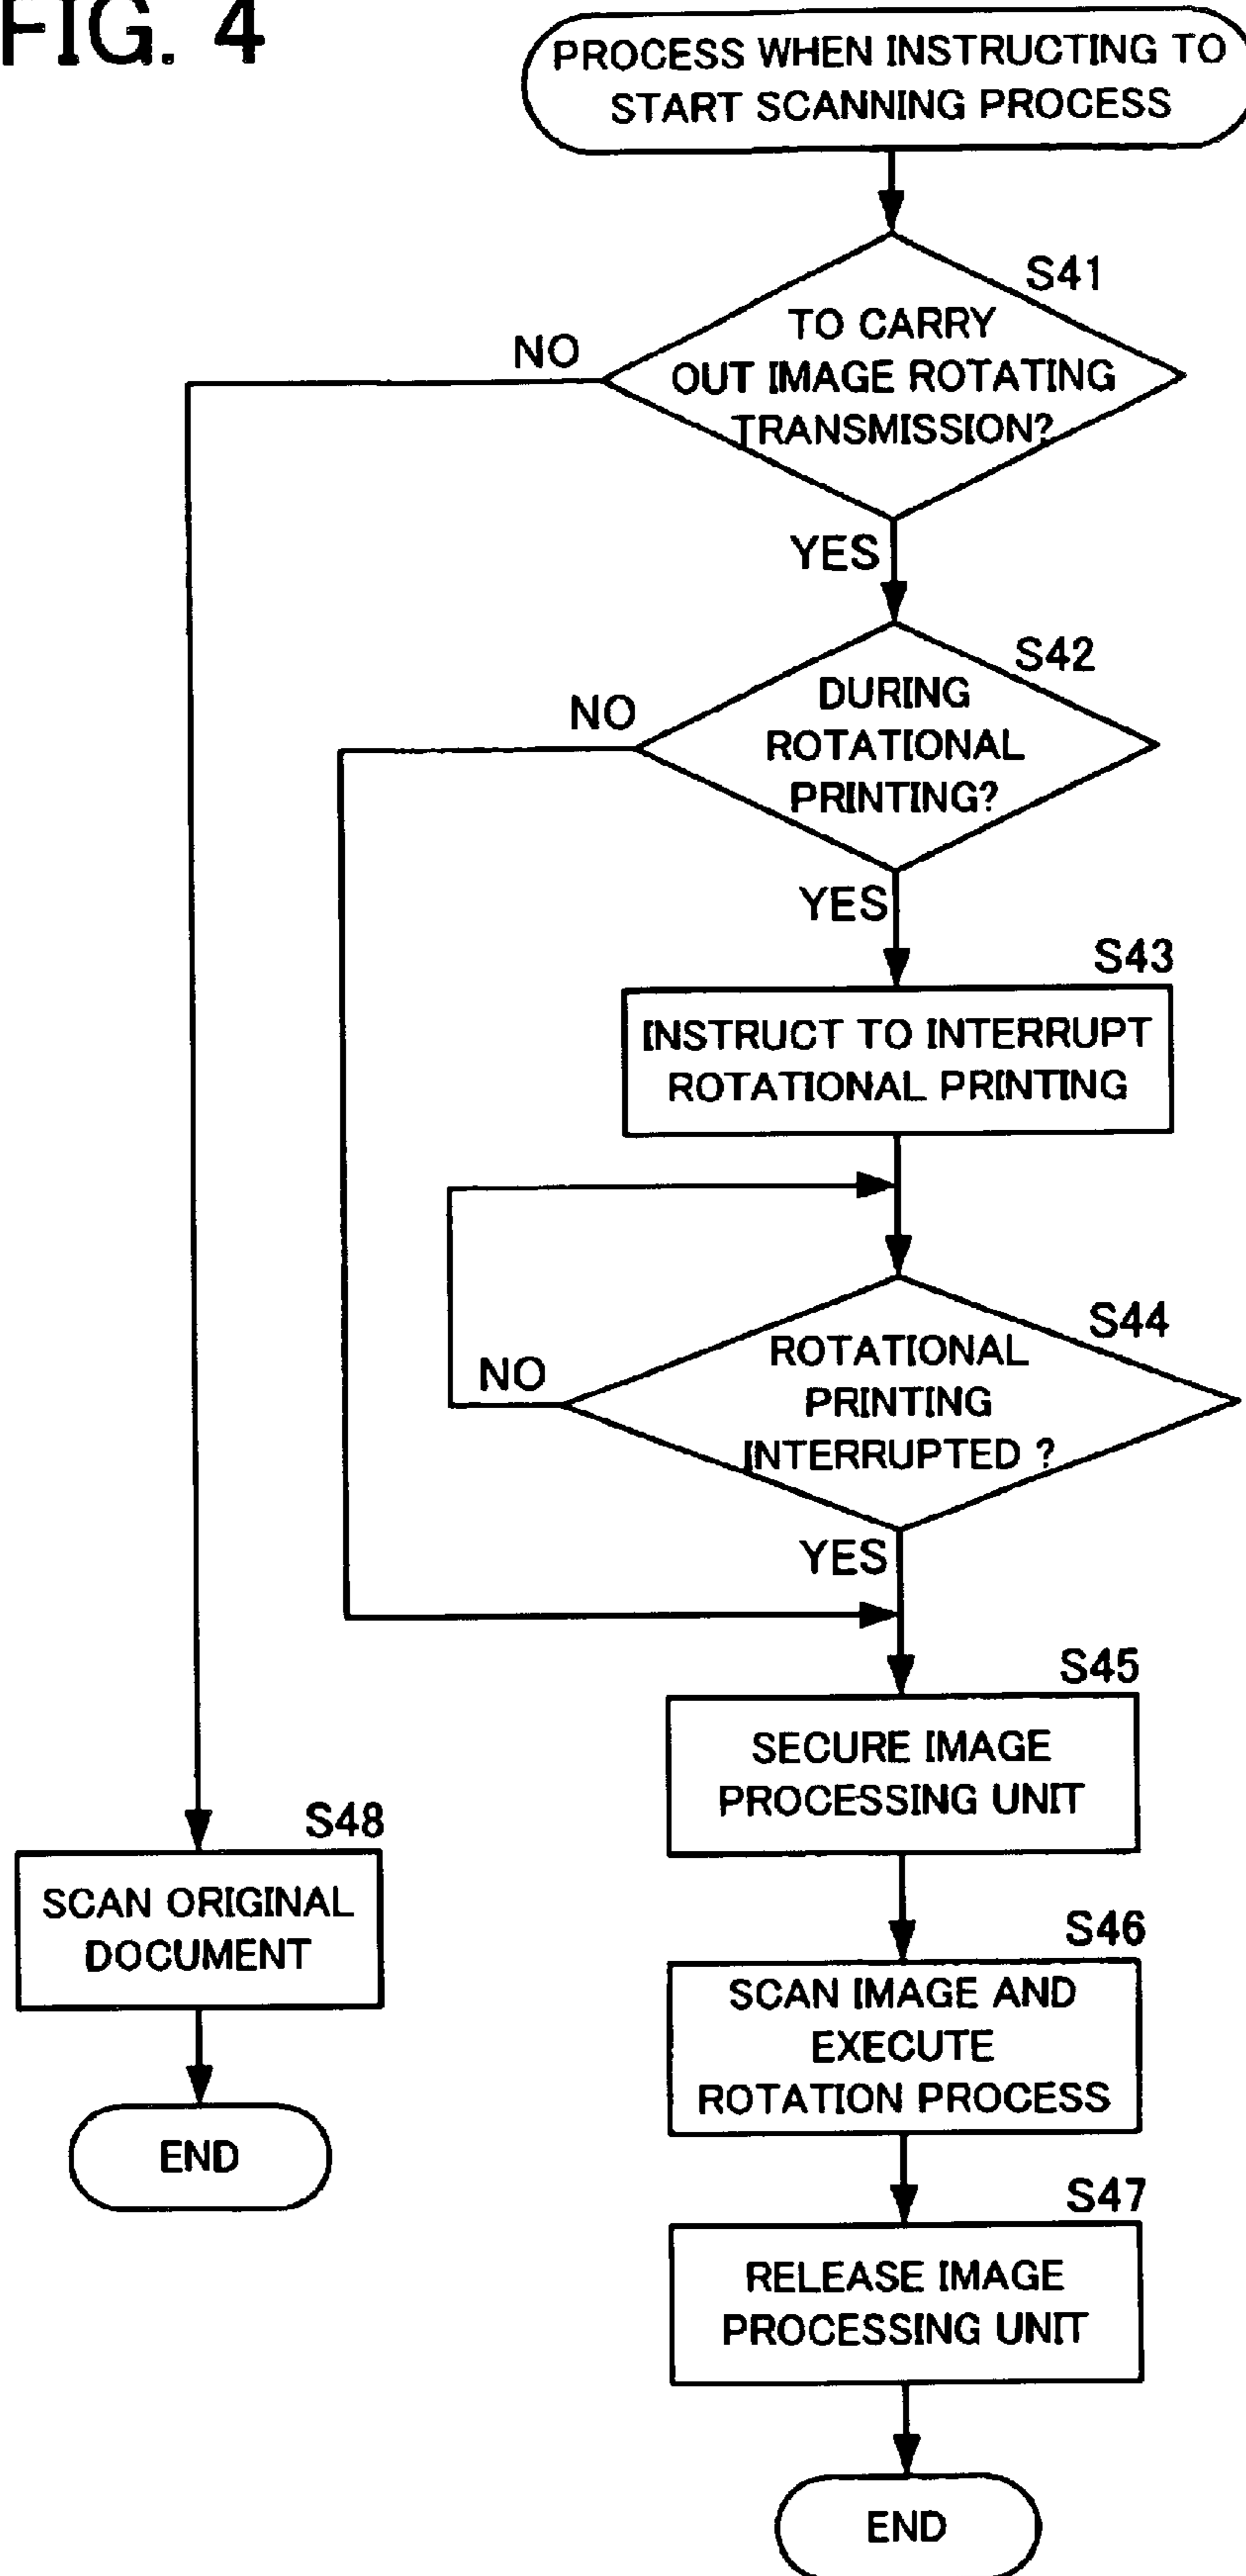 FIG. 4
PROCESS WHEN INSTRUCTING TO
START SCANNING PROCESS
S41
TO CARRY
OUT IMAGE ROTATING
TRANSMISSION?
NO
YES
S42
DURING
ROTATIONAL
PRINTING?
NO
YES
S43
INSTRUCT TO INTERRUPT
ROTATIONAL PRINTING
S44
ROTATIONAL
PRINTING
INTERRUPTED ?
NO
YES
S45
SECURE IMAGE
PROCESSING UNIT
S48
SCAN ORIGINAL
DOCUMENT
END
S46
SCAN IMAGE AND
EXECUTE
ROTATION PROCESS
S47
RELEASE IMAGE
PROCESSING UNIT
END